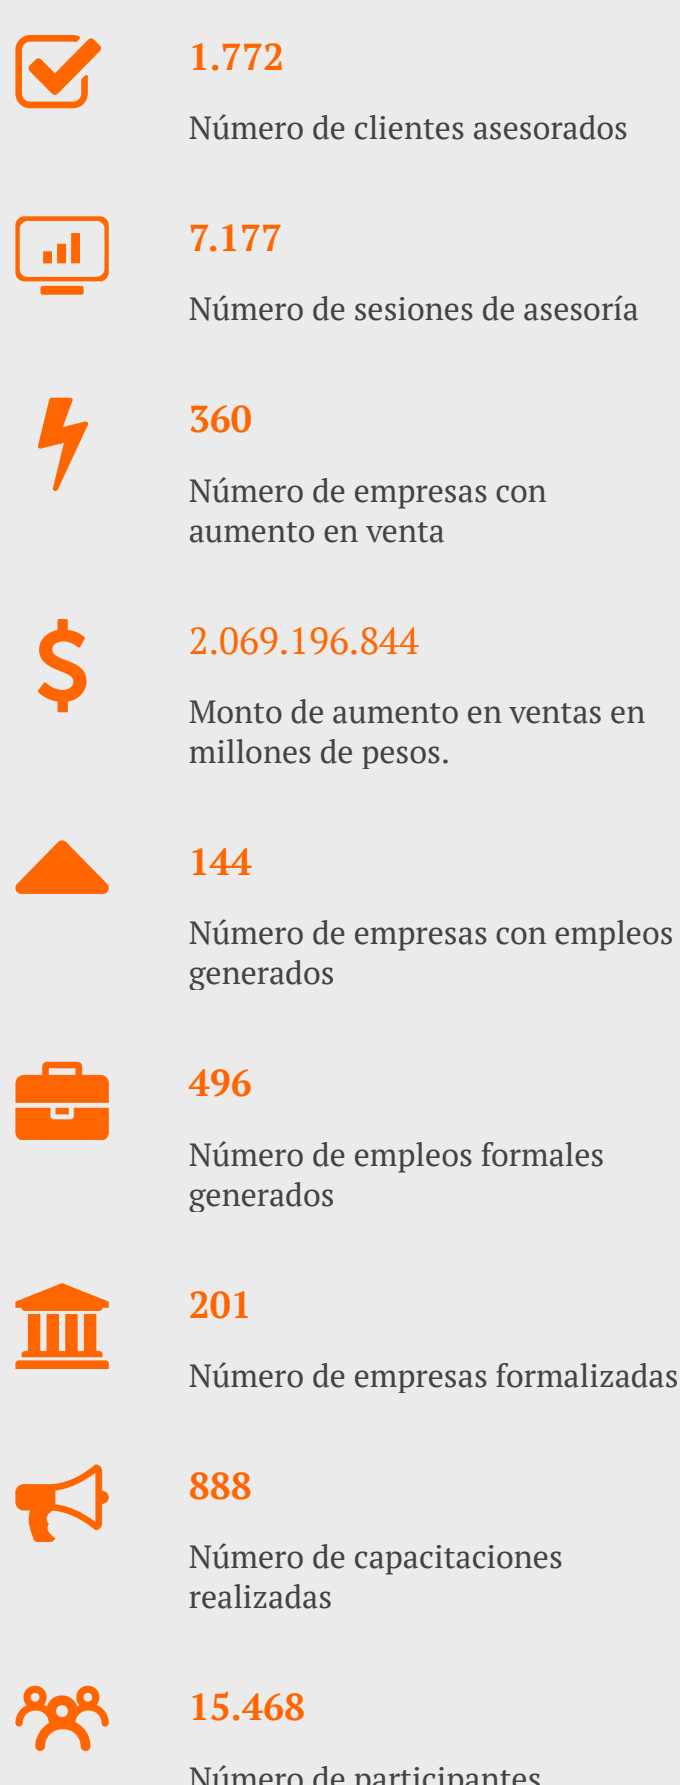 1.772
Número de clientes asesorados
7.177
Número de sesiones de asesoría
360
Número de empresas con
aumento en venta
2.069.196.844
Monto de aumento en ventas en
millones de pesos.
144
Número de empresas con empleos
generados
496
Número de empleos formales
generados
201
Número de empresas formalizadas
888
Número de capacitaciones
realizadas
15.468
Número de participantes